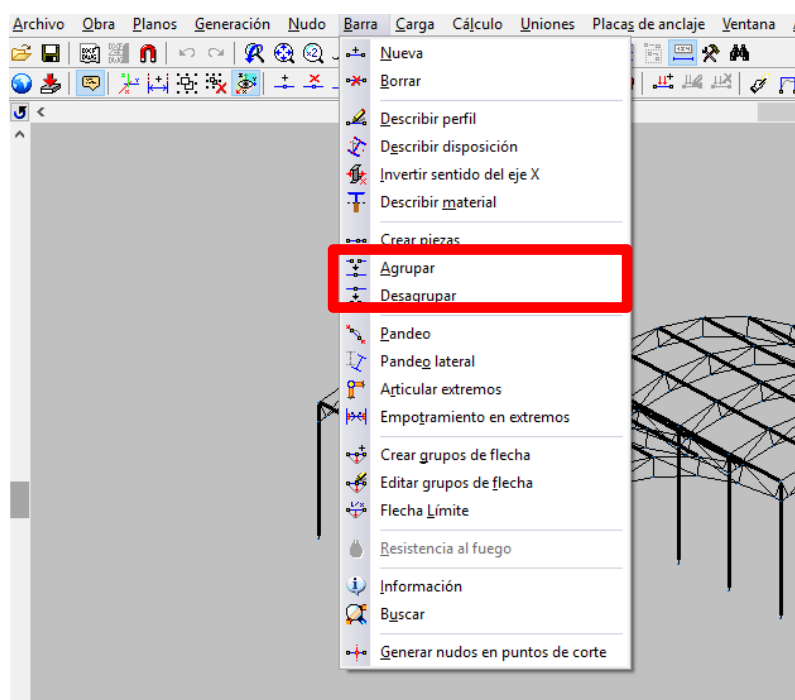 Archivo Obra Planos Generación Nudo Barra Carga Cálculo Uniones Placas de anclaje Ventana
Nueva
Borrar
Describir perfil
Describir disposición
Invertir sentido del eje X
Describir material
Crear piezas
Agrupar
Desagrupar
Pandeo
Pandeo lateral
Articular extremos
Empotramiento en extremos
Crear grupos de flecha
Editar grupos de flecha
Flecha Límite
Resistencia al fuego
Información
Buscar
Generar nudos en puntos de corte